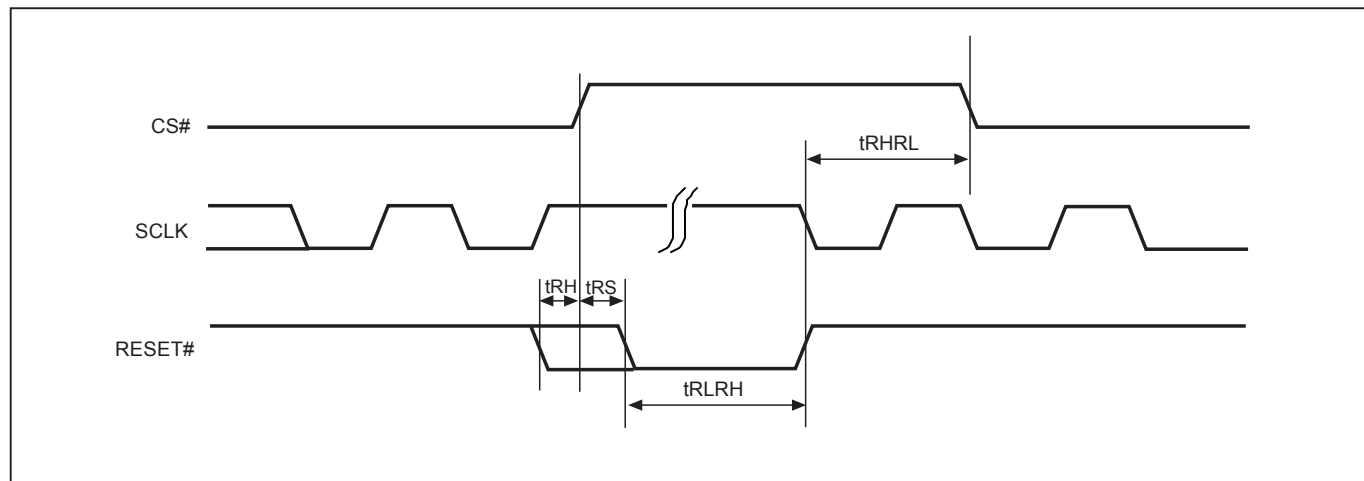 CS#
tRHRL
SCLK
tRH
tRS
RESET#
tRLRH